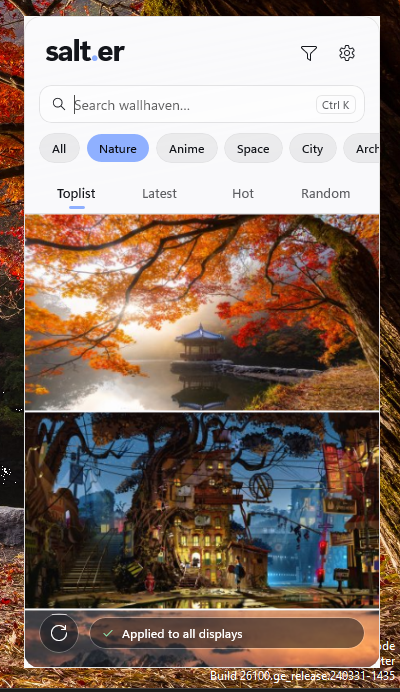 salt.er
Search wallhaven...
Ctrl K
All
Nature
Anime
Space
City
Arch
Toplist
Latest
Hot
Random
Applied to all displays
Build 26100.ge_release.240331-1435